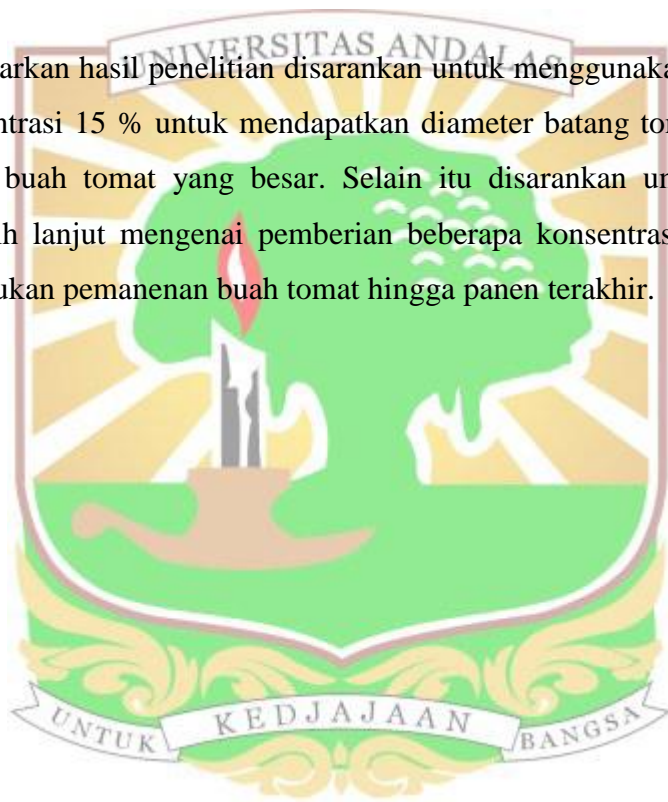 UNIVERSITAS ANDALAS
arkan hasil penelitian disarankan untuk menggunaka
ntrasi 15 % untuk mendapatkan diameter batang to
buah tomat yang besar. Selain itu disarankan u
h lanjut mengenai pemberian beberapa konsentras
ukan pemanenan buah tomat hingga panen terakhir.
UNTUK KEDJAJAAN BANGSA